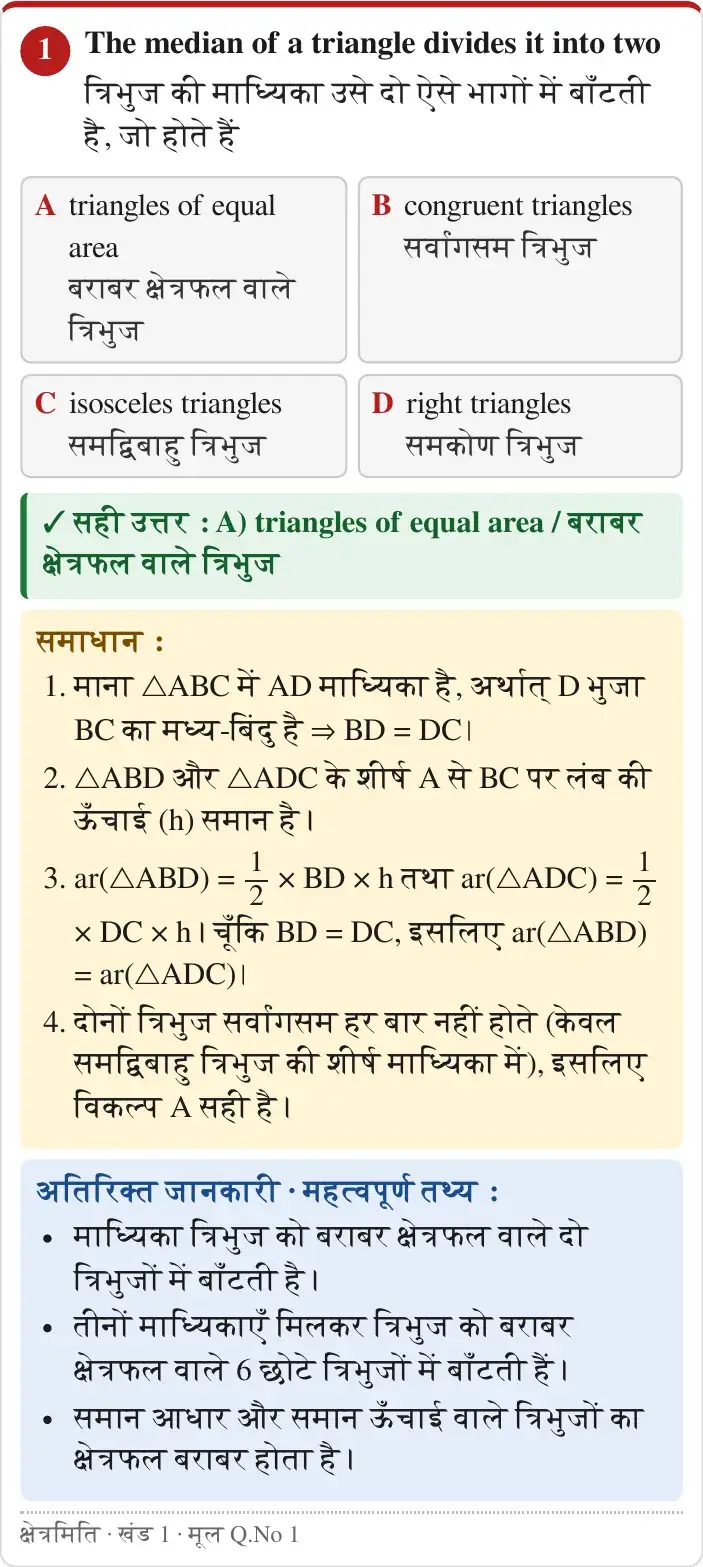 1 The median of a triangle divides it into two
त्रिभुज की माध्यिका उसे दो ऐसे भागों में बाँटती
है, जो होते हैं
A triangles of equal
area
बराबर क्षेत्रफल वाले
त्रिभुज
B congruent triangles
सर्वांगसम त्रिभुज
C isosceles triangles
समद्विबाहु त्रिभुज
D right triangles
समकोण त्रिभुज
✓ सही उत्तर : A) triangles of equal area / बराबर
क्षेत्रफल वाले त्रिभुज
समाधान :
1. माना △ABC में AD माध्यिका है, अर्थात् D भुजा
BC का मध्य-बिंदु है ⇒ BD = DC।
2. △ABD और △ADC के शीर्ष A से BC पर लंब की
ऊँचाई (h) समान है।
3. ar(△ABD) = 1/2 × BD × h तथा ar(△ADC) = 1/2
× DC × h। चूँकि BD = DC, इसलिए ar(△ABD)
= ar(△ADC)।
4. दोनों त्रिभुज सर्वांगसम हर बार नहीं होते (केवल
समद्विबाहु त्रिभुज की शीर्ष माध्यिका में), इसलिए
विकल्प A सही है।
अतिरिक्त जानकारी · महत्वपूर्ण तथ्य :
• माध्यिका त्रिभुज को बराबर क्षेत्रफल वाले दो
त्रिभुजों में बाँटती है।
• तीनों माध्यिकाएँ मिलकर त्रिभुज को बराबर
क्षेत्रफल वाले 6 छोटे त्रिभुजों में बाँटती हैं।
• समान आधार और समान ऊँचाई वाले त्रिभुजों का
क्षेत्रफल बराबर होता है।
क्षेत्रमिति · खंड 1 · मूल Q.No 1